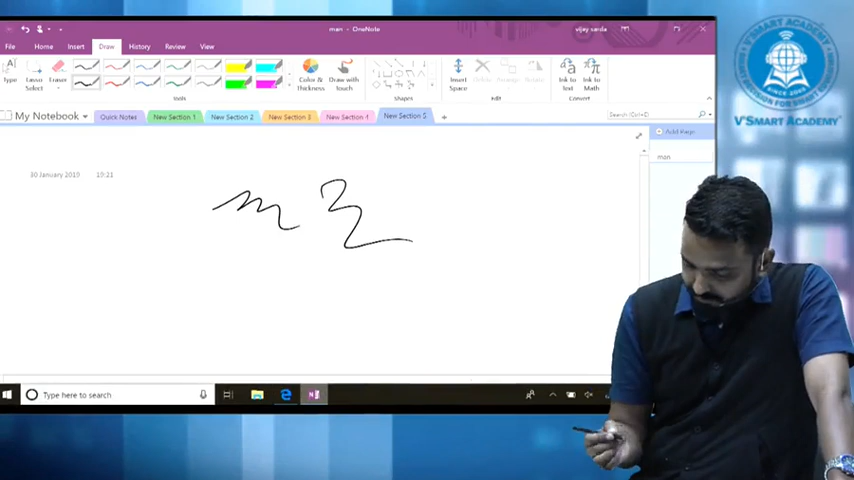 man - OneNote
vijay sarda
File Home Insert Draw History Review View
Type
Lasso Select
Eraser
Color & Thickness
Draw with Touch
Insert Space
Delete
Arrange
Rotate
Ink to Text
Ink to Math
Tools
Shapes
Edit
Convert
My Notebook
Quick Notes
New Section 1
New Section 2
New Section 3
New Section 4
New Section 5
Search (Ctrl+E)
Add Page
man
30 January 2019 19:21
Type here to search
SINCE-2003
V'SMART ACADEMY